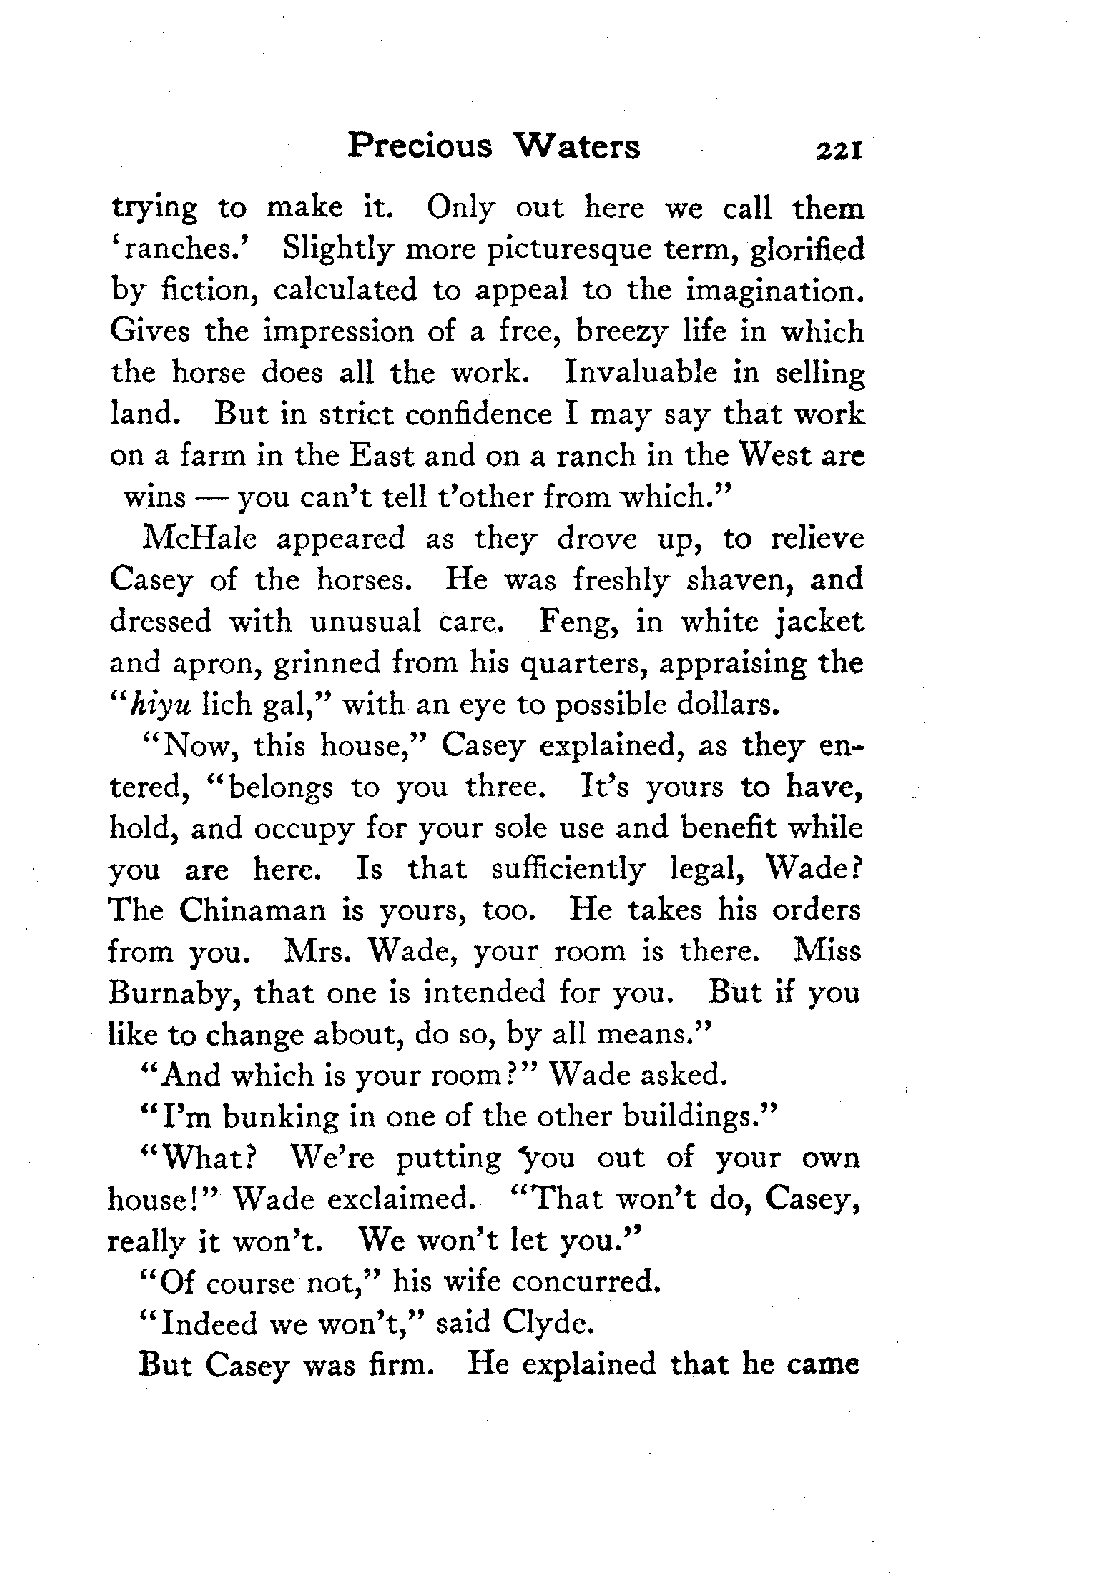 Precious Waters 221
trying to make it. Only out here we call them
‘ranches.’ Slightly more picturesque term, glorified
by fiction, calculated to appeal to the imagination.
Gives the impression of a free, breezy life in which
the horse does all the work. Invaluable in selling
land. But in strict confidence I may say that work
on a farm in the East and on a ranch in the West are
wins — you can’t tell t’other from which.”
McHale appeared as they drove up, to relieve
Casey of the horses. He was freshly shaven, and
dressed with unusual care. Feng, in white jacket
and apron, grinned from his quarters, appraising the
“hiyu lich gal,” with an eye to possible dollars.
“Now, this house,” Casey explained, as they en-
tered, “belongs to you three. It’s yours to have,
hold, and occupy for your sole use and benefit while
you are here. Is that sufficiently legal, Wade?
The Chinaman is yours, too. He takes his orders
from you. Mrs. Wade, your room is there. Miss
Burnaby, that one is intended for you. But if you
like to change about, do so, by all means.”
“And which is your room?” Wade asked.
“I’m bunking in one of the other buildings.”
“What? We’re putting you out of your own
house!” Wade exclaimed. “That won’t do, Casey,
really it won’t. We won’t let you.”
“Of course not,” his wife concurred.
“Indeed we won’t,” said Clyde.
But Casey was firm. He explained that he came